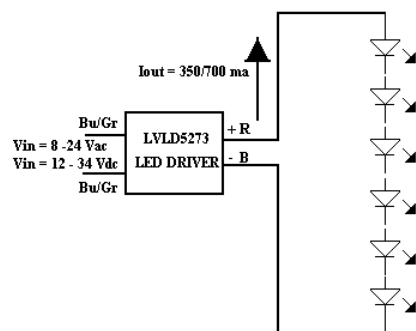 Iout = 350/700 ma
Bu/Gr
LVLD5273
+ R
Vin = 8 -24 Vac
Vin = 12 - 34 Vdc
LED DRIVER
- B
Bu/Gr